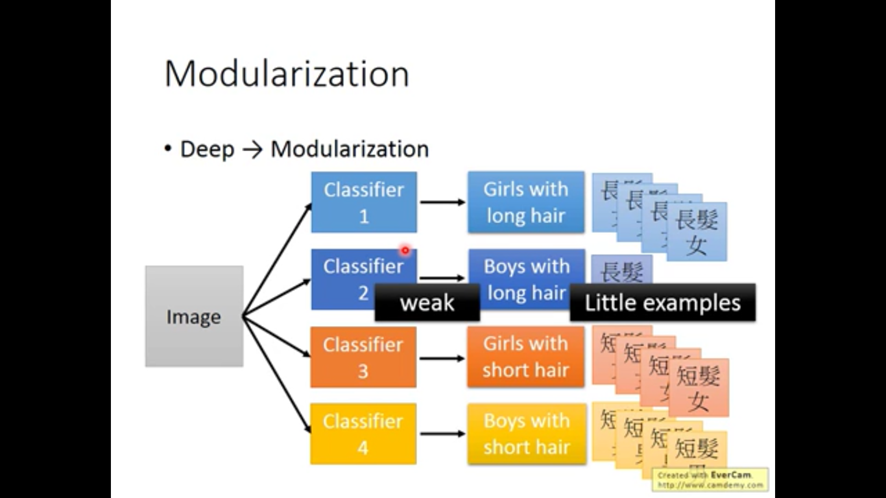 Modularization
• Deep → Modularization
Image
Classifier
1
Girls with
long hair
長髮
長髮
女
Classifier
2
weak
Boys with
long hair
長髮
Little examples
Classifier
3
Girls with
short hair
短髮
女
Classifier
4
Boys with
short hair
短髮
Created with EverCam.
http://www.camdemy.com